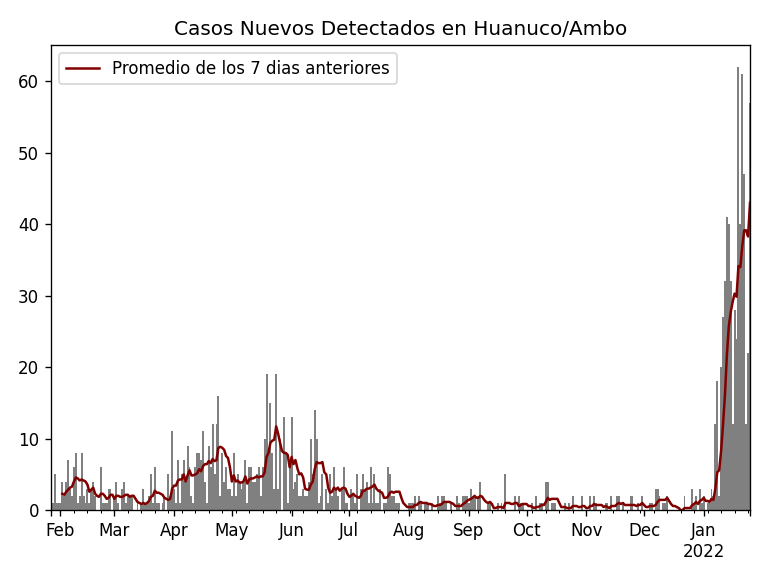 Casos Nuevos Detectados en Huanuco/Ambo
Promedio de los 7 dias anteriores
60
50
40
30
20
10
0
Feb Mar Apr May Jun Jul Aug Sep Oct Nov Dec Jan
2022